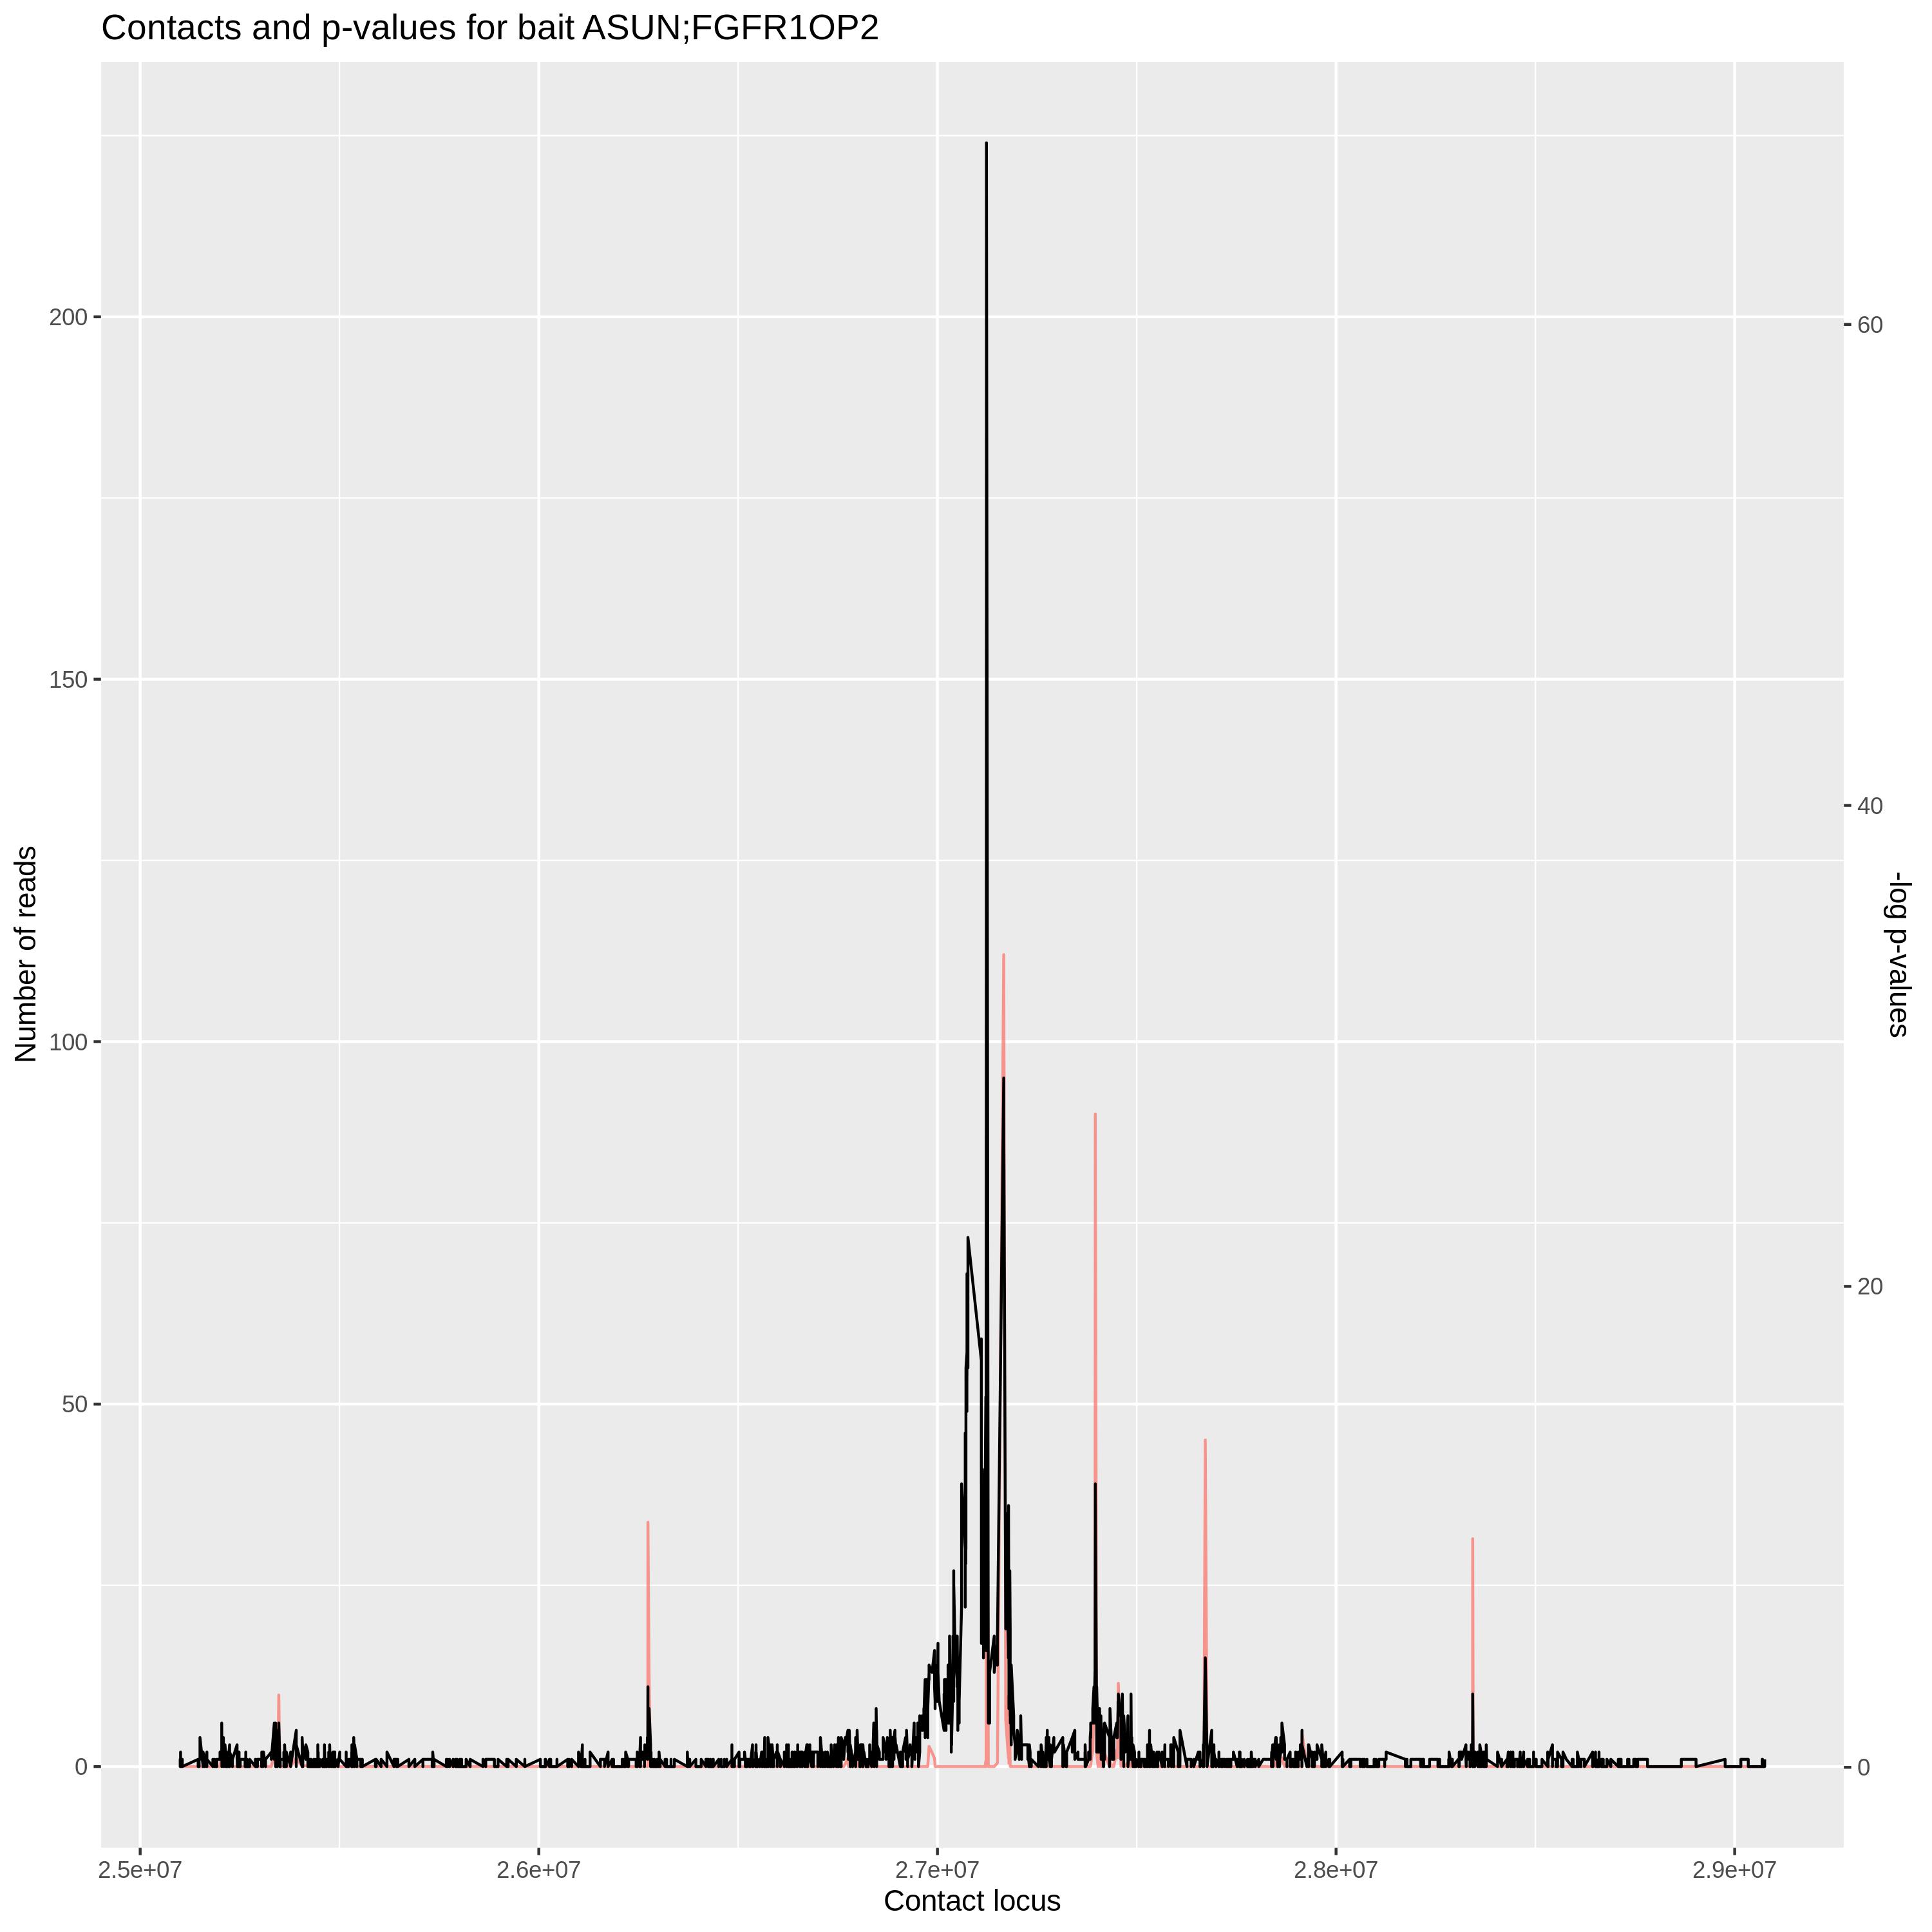 Contacts and p-values for bait ASUN;FGFR1OP2
Number of reads
200
150
100
50
0
60
40
20
0
-log p-values
2.5e+07 2.6e+07 2.7e+07 2.8e+07 2.9e+07
Contact locus